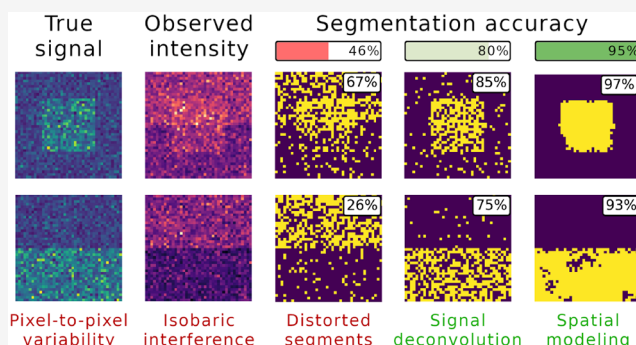 True signal
Observed intensity
Segmentation accuracy
46%
80%
95%
67%
85%
97%
26%
75%
93%
Pixel-to-pixel variability
Isobaric interference
Distorted segments
Signal deconvolution
Spatial modeling